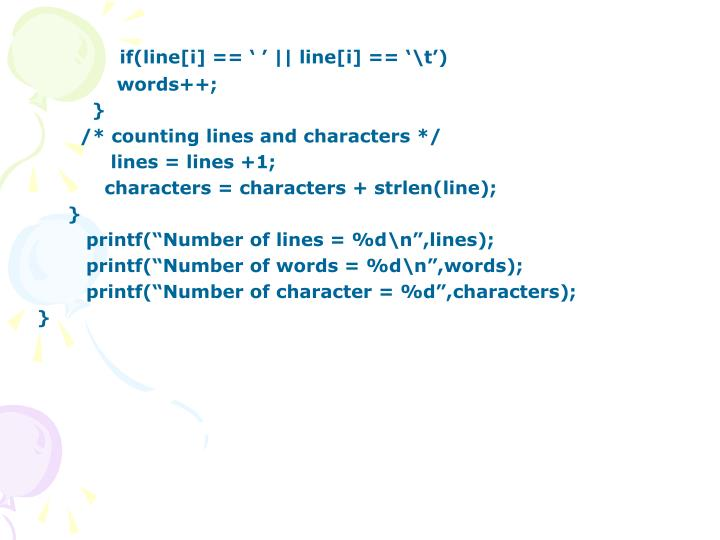 if(line[i] == ‘ ’ || line[i] == ‘\t’)
words++;
}
/* counting lines and characters */
lines = lines +1;
characters = characters + strlen(line);
}
printf(“Number of lines = %d\n”,lines);
printf(“Number of words = %d\n”,words);
printf(“Number of character = %d”,characters);
}